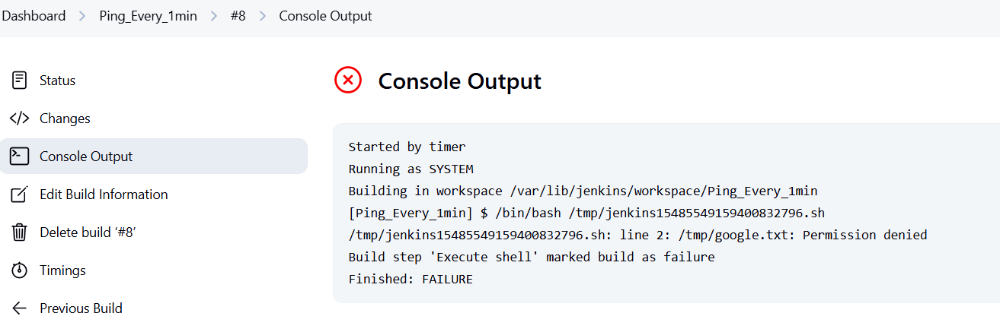 Dashboard > Ping_Every_1min > #8 > Console Output
Status
Changes
Console Output
Edit Build Information
Delete build ‘#8’
Timings
Previous Build
Console Output
Started by timer
Running as SYSTEM
Building in workspace /var/lib/jenkins/workspace/Ping_Every_1min
[Ping_Every_1min] $ /bin/bash /tmp/jenkins15485549159400832796.sh
/tmp/jenkins15485549159400832796.sh: line 2: /tmp/google.txt: Permission denied
Build step 'Execute shell' marked build as failure
Finished: FAILURE